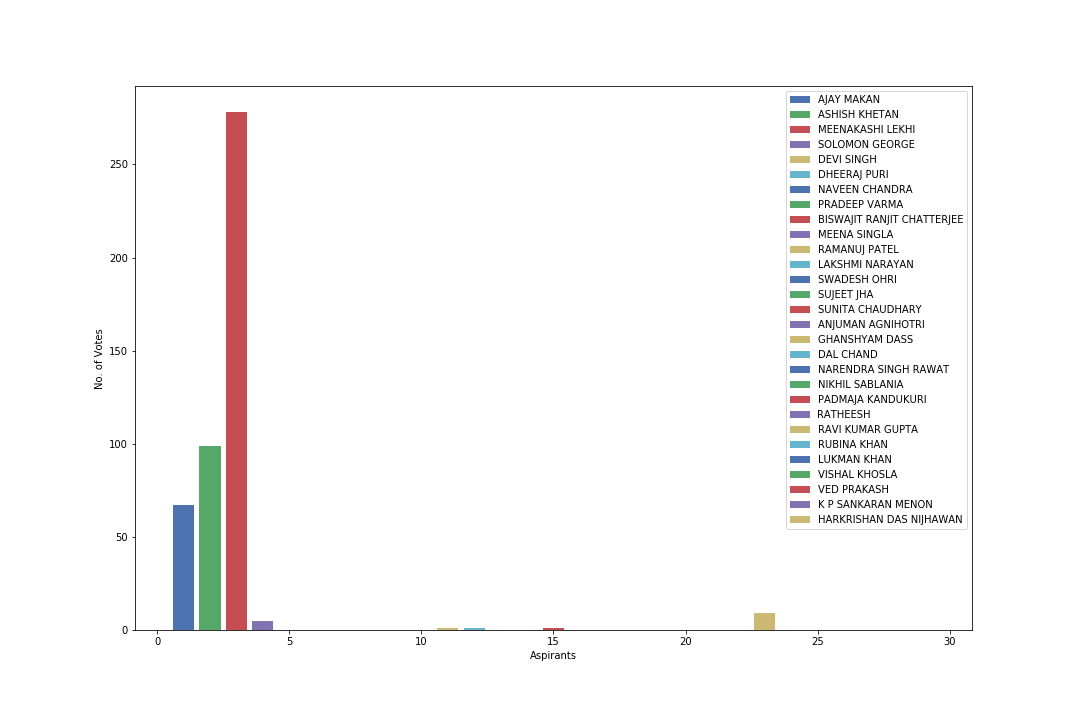 AJAY MAKAN
ASHISH KHETAN
MEENAKASHI LEKHI
SOLOMON GEORGE
DEVI SINGH
DHEERAJ PURI
NAVEEN CHANDRA
PRADEEP VARMA
BISWAJIT RANJIT CHATTERJEE
MEENA SINGLA
RAMANUJ PATEL
LAKSHMI NARAYAN
SWADESH OHRI
SUJEET JHA
SUNITA CHAUDHARY
ANJUMAN AGNIHOTRI
GHANSHYAM DASS
DAL CHAND
NARENDRA SINGH RAWAT
NIKHIL SABLANIA
PADMAJA KANDUKURI
RATHEESH
RAVI KUMAR GUPTA
RUBINA KHAN
LUKMAN KHAN
VISHAL KHOSLA
VED PRAKASH
K P SANKARAN MENON
HARKRISHAN DAS NIJHAWAN
250
200
150
100
50
0
No. of Votes
0 5 10 15 20 25 30
Aspirants